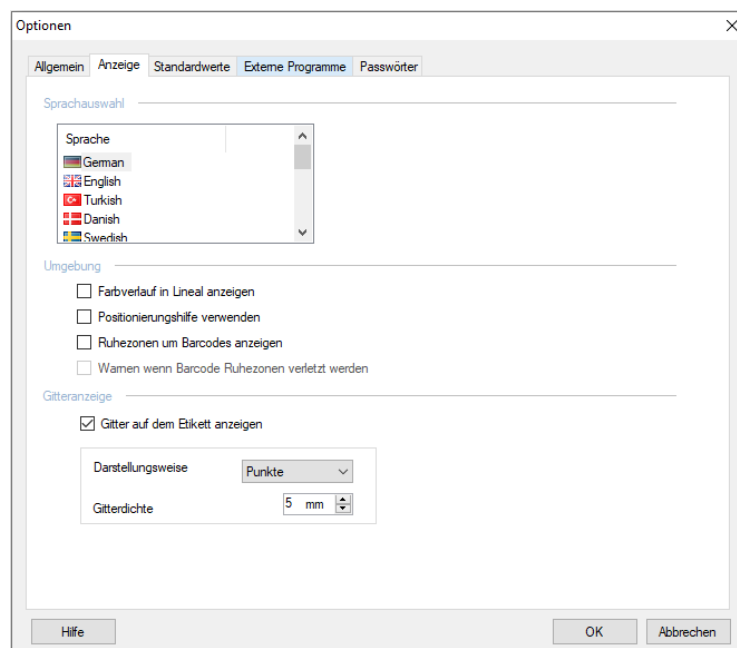 Optionen
Allgemein Anzeige Standardwerte Externe Programme Passwörter
Sprachauswahl
Sprache
German
English
Turkish
Danish
Swedish
Umgebung
Farbverlauf in Lineal anzeigen
Positionierungshilfe verwenden
Ruhezonen um Barcodes anzeigen
Warnen wenn Barcode Ruhezonen verletzt werden
Gitteranzeige
Gitter auf dem Etikett anzeigen
Darstellungsweise Punkte
Gitterdichte 5 mm
Hilfe OK Abbrechen